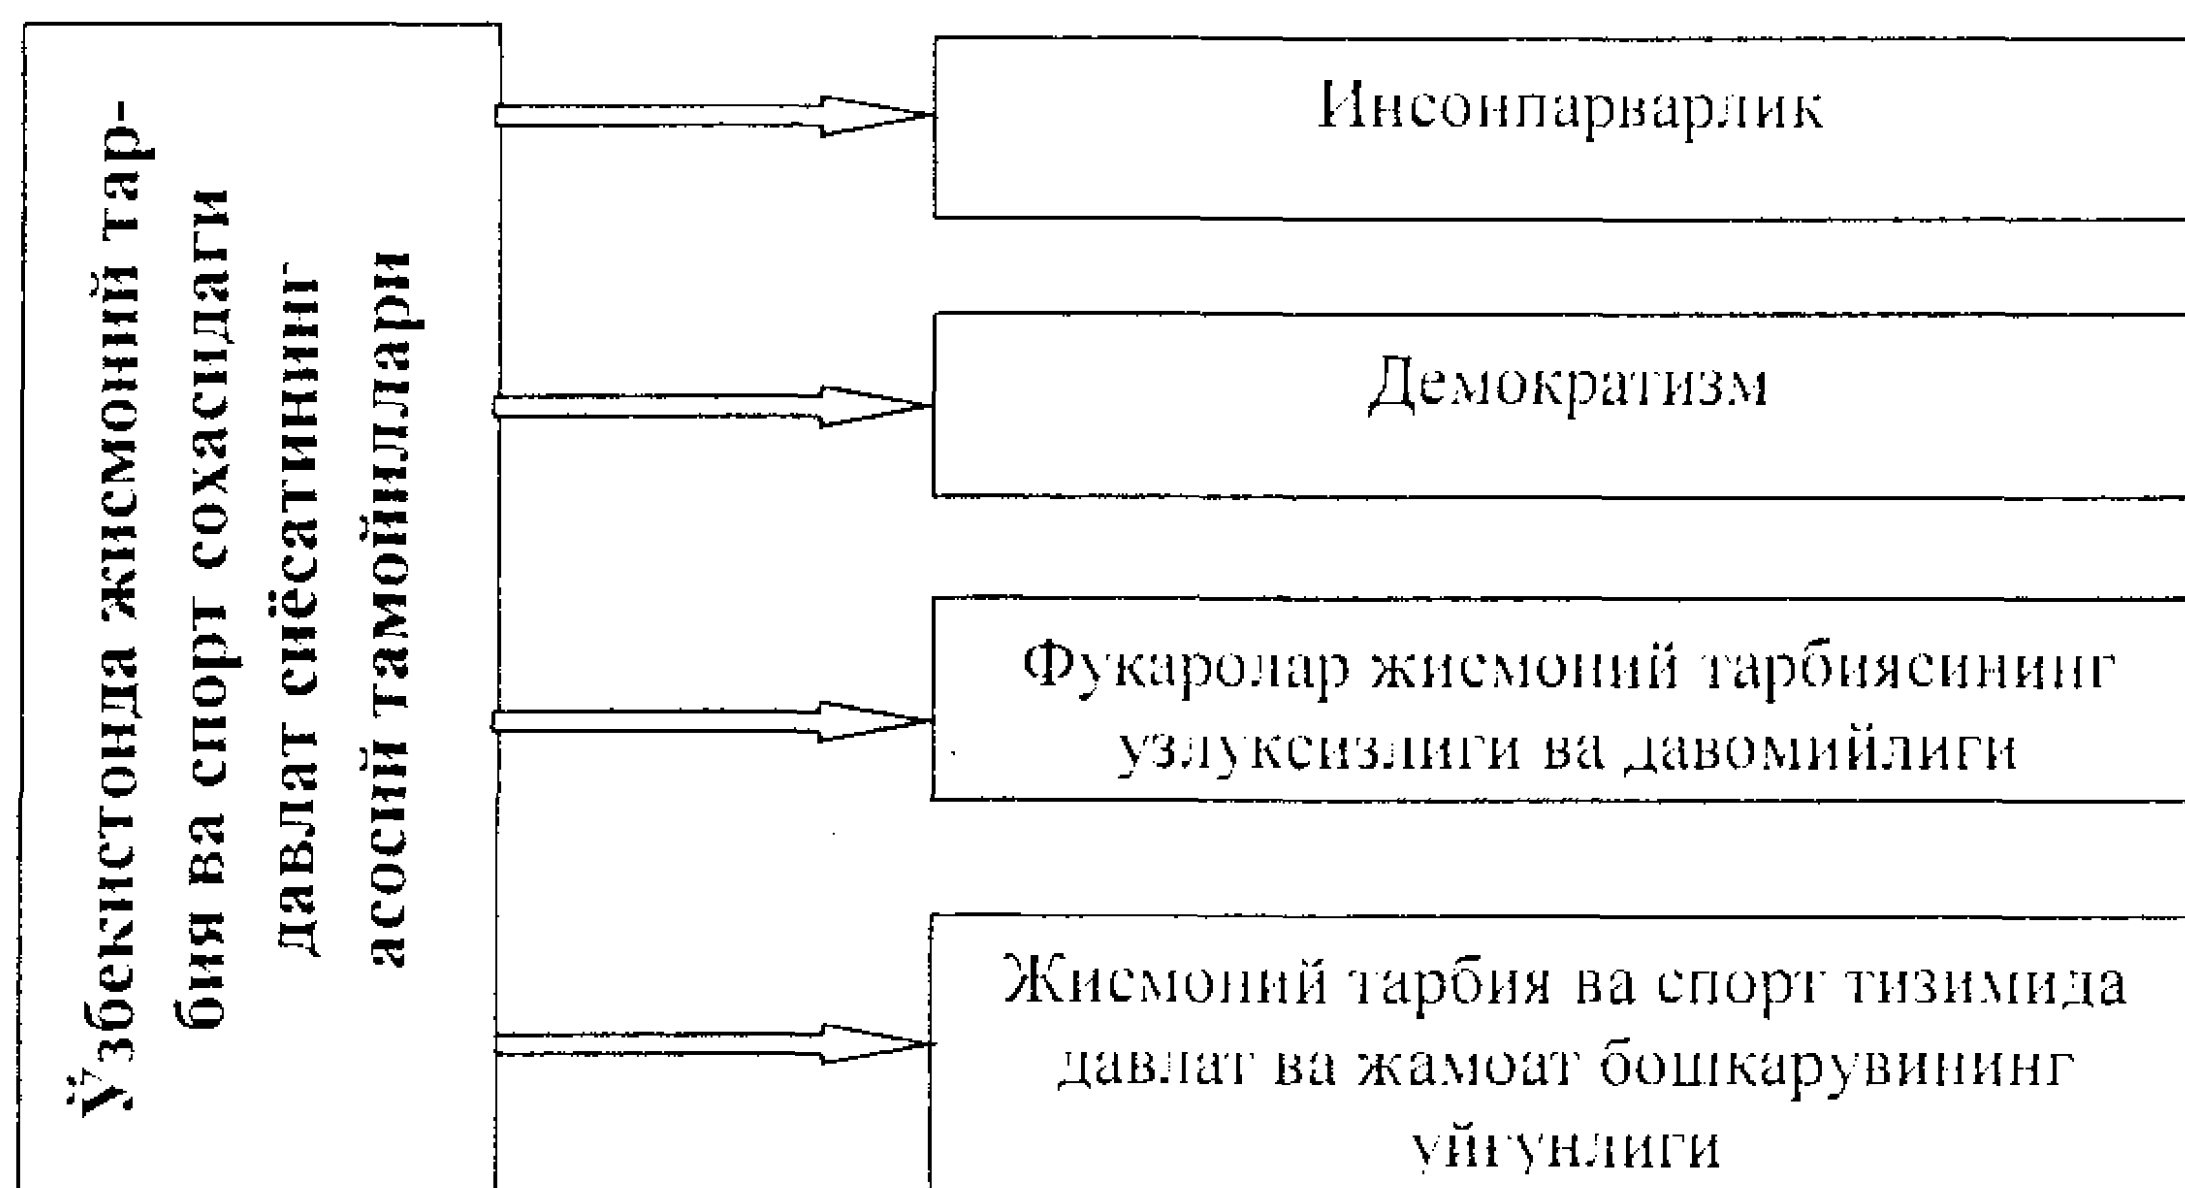 Ўзбекистонда жисмоний тар-
бия ва спорт сохасидаги
давлат сиёсатининг
асосий тамойиллари
Инсонпарварлик
Демократизм
Фукаролар жисмоний тарбиясининг
узлуксизлиги ва давомийлиги
Жисмоний тарбия ва спорт тизимида
давлат ва жамоат бошкарувининг
уйгунлиги